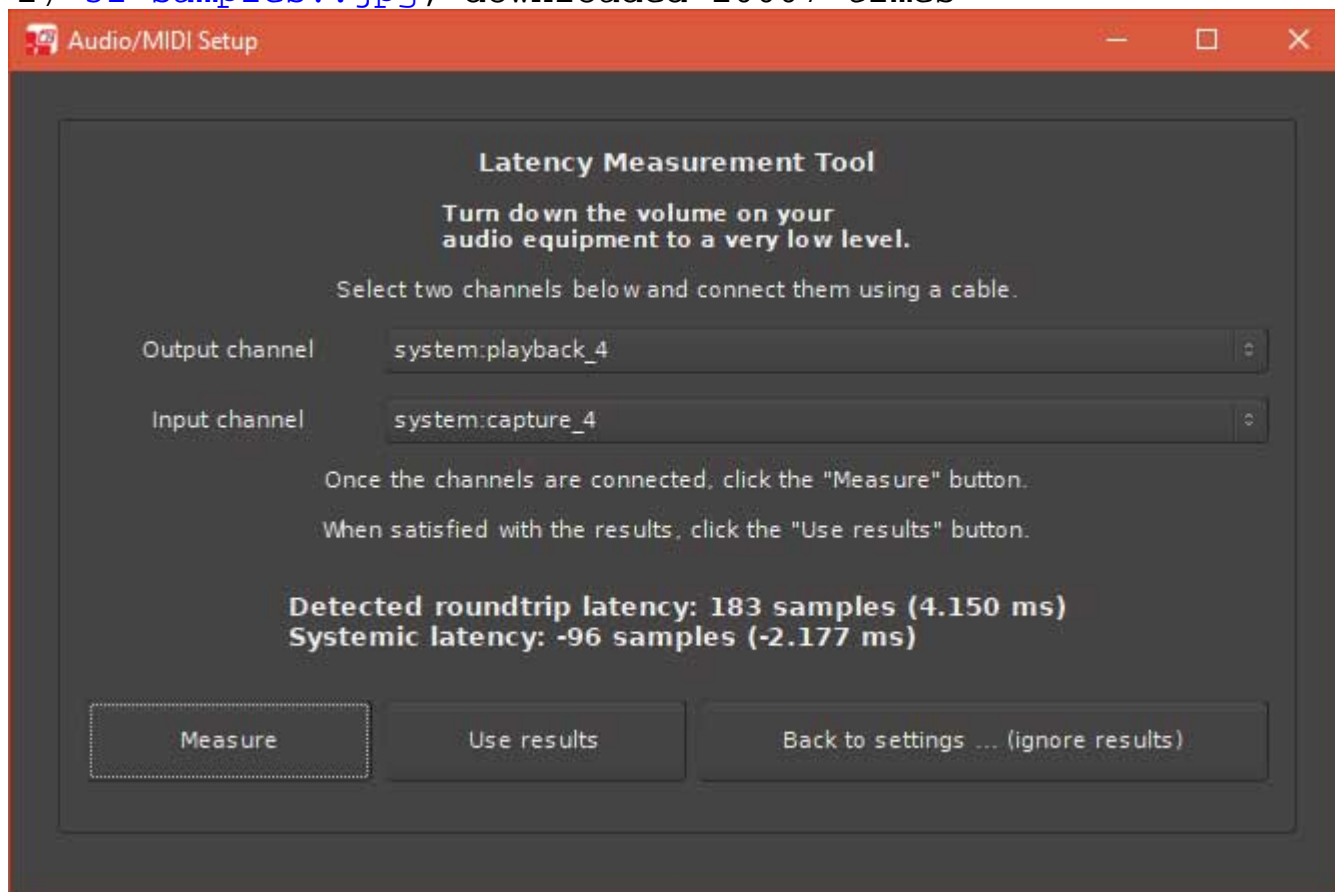 Audio/MIDI Setup
Latency Measurement Tool
Turn down the volume on your
audio equipment to a very low level.
Select two channels below and connect them using a cable.
Output channel system:playback_4
Input channel system:capture_4
Once the channels are connected, click the "Measure" button.
When satisfied with the results, click the "Use results" button.
Detected roundtrip latency: 183 samples (4.150 ms)
Systemic latency: -96 samples (-2.177 ms)
Measure Use results Back to settings ... (ignore results)